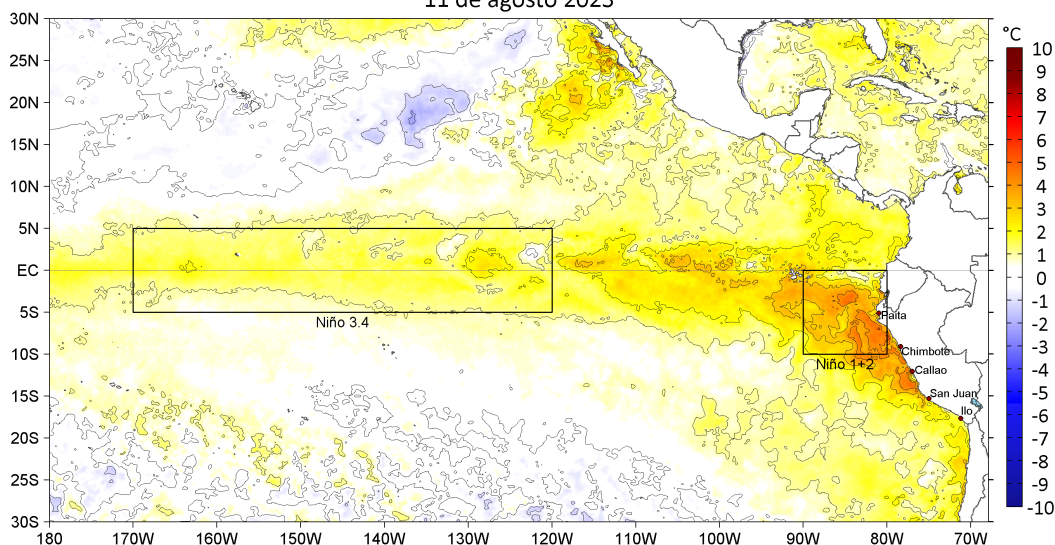 11 de agosto 2023
°C
30N
25N
20N
15N
10N
5N
EC
5S
10S
15S
20S
25S
30S
180
170W
160W
150W
140W
130W
120W
110W
100W
90W
80W
70W
Niño 3.4
Niño 1+2
Paita
Chimbote
Callao
San Juan
Ilo
10
9
8
7
6
5
4
3
2
1
0
-1
-2
-3
-4
-5
-6
-7
-8
-9
-10